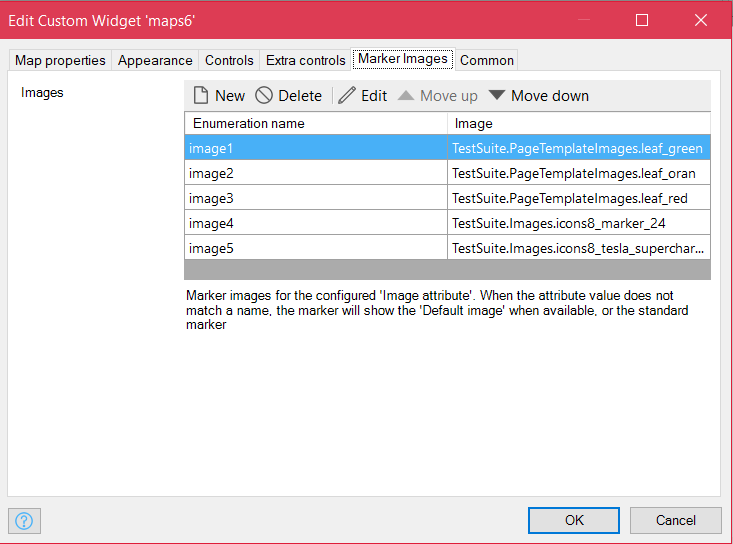 Edit Custom Widget 'maps6'
Map properties Appearance Controls Extra controls Marker Images Common
Images
New Delete Edit Move up Move down
Enumeration name Image
image1 TestSuite.PageTemplateImages.leaf_green
image2 TestSuite.PageTemplateImages.leaf_oran
image3 TestSuite.PageTemplateImages.leaf_red
image4 TestSuite.Images.icons8_marker_24
image5 TestSuite.Images.icons8_tesla_superchar...
Marker images for the configured 'Image attribute'. When the attribute value does not
match a name, the marker will show the 'Default image' when available, or the standard
marker
? OK Cancel